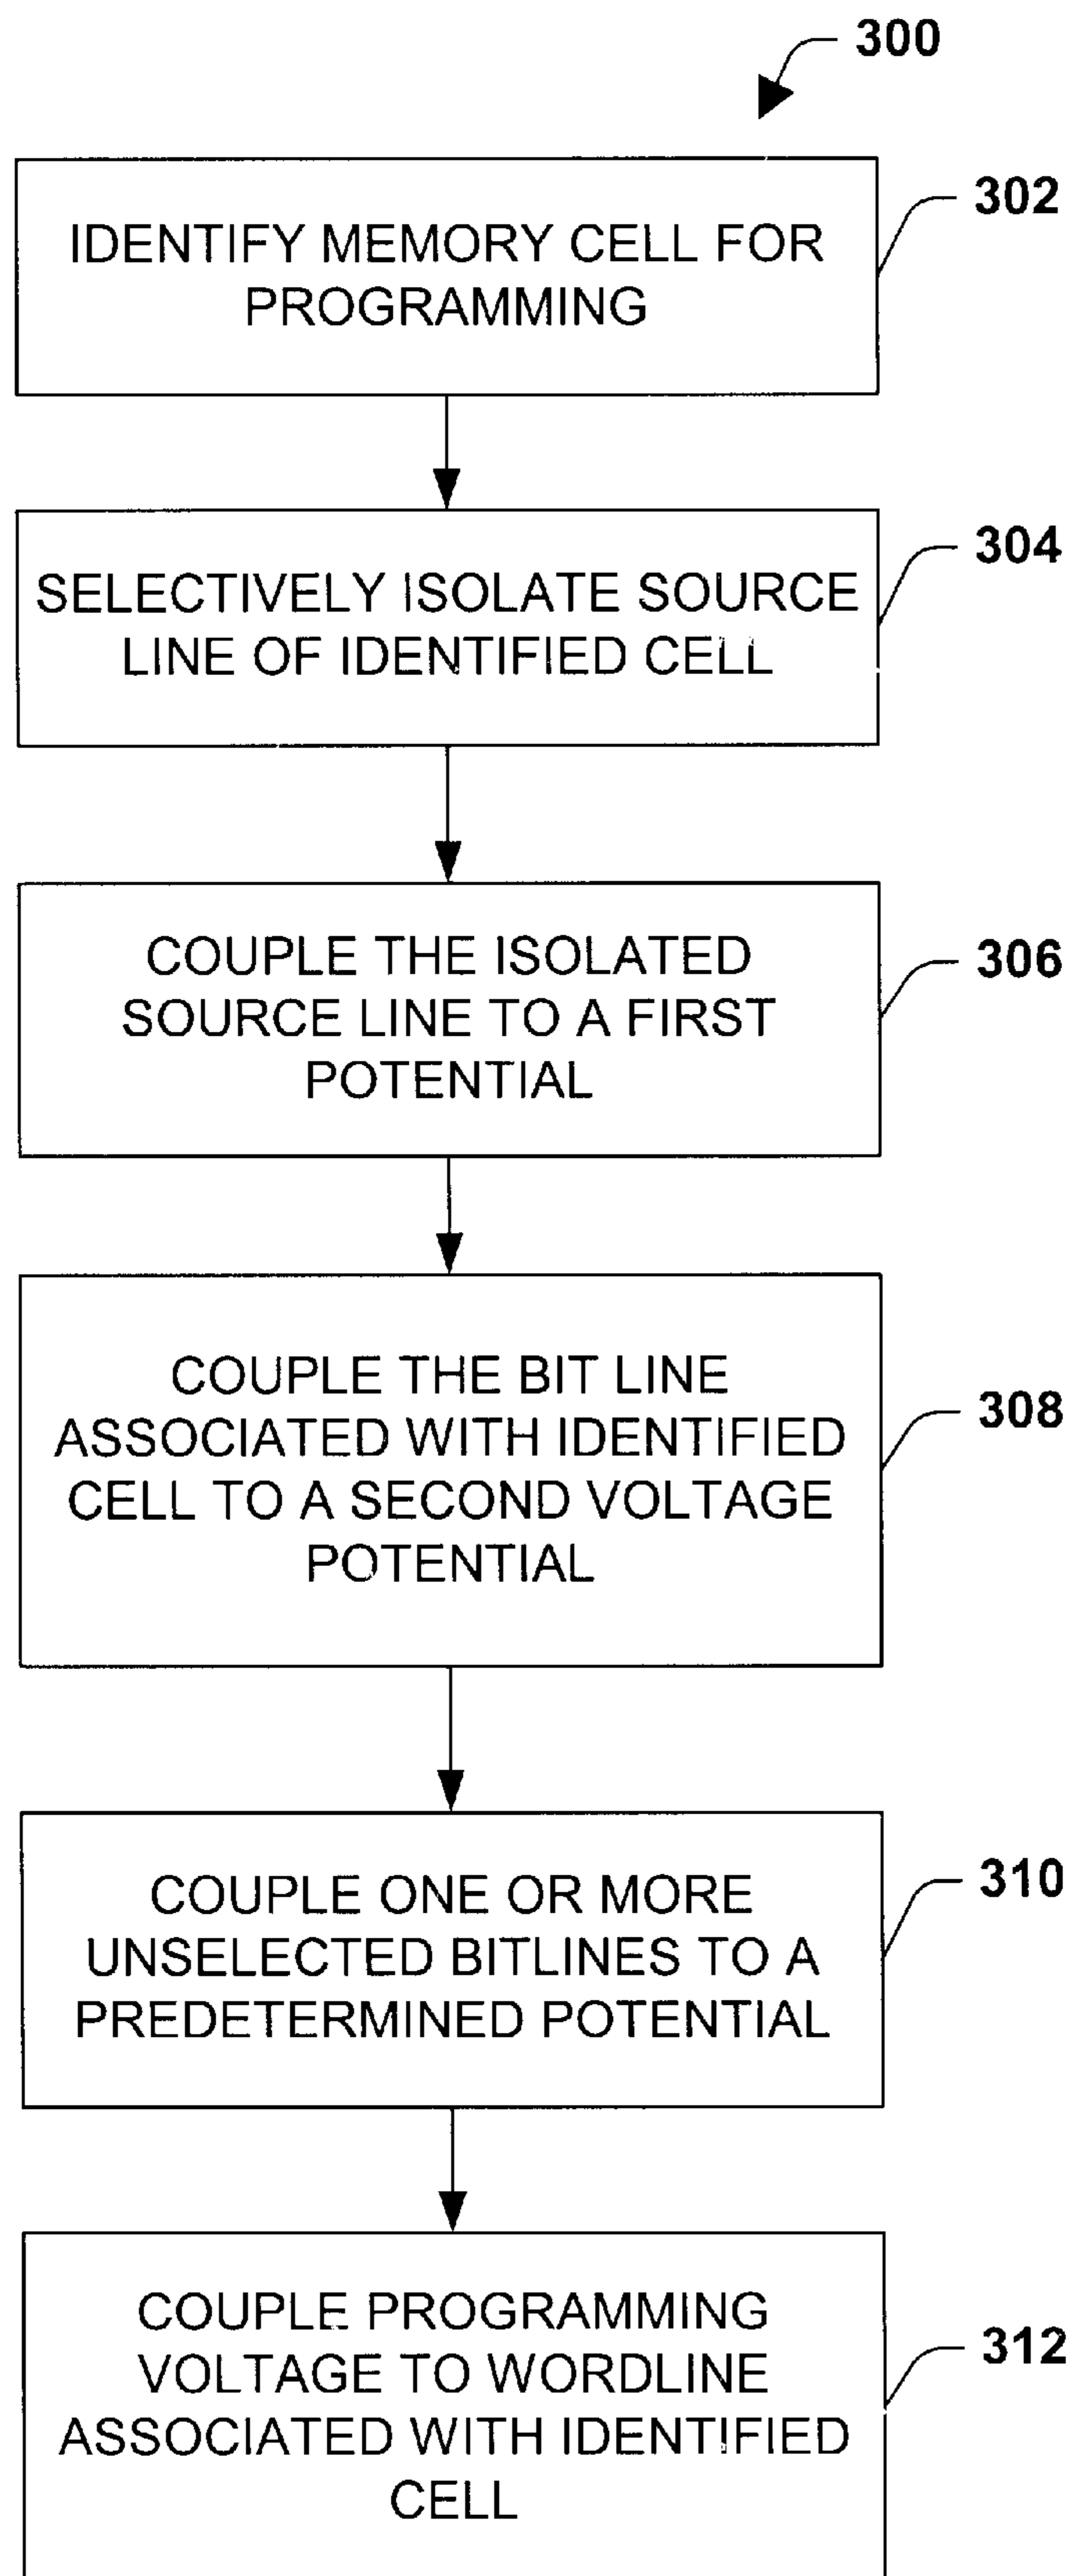 300
302
IDENTIFY MEMORY CELL FOR
PROGRAMMING
304
SELECTIVELY ISOLATE SOURCE
LINE OF IDENTIFIED CELL
306
COUPLE THE ISOLATED
SOURCE LINE TO A FIRST
POTENTIAL
308
COUPLE THE BIT LINE
ASSOCIATED WITH IDENTIFIED
CELL TO A SECOND VOLTAGE
POTENTIAL
310
COUPLE ONE OR MORE
UNSELECTED BITLINES TO A
PREDETERMINED POTENTIAL
312
COUPLE PROGRAMMING
VOLTAGE TO WORDLINE
ASSOCIATED WITH IDENTIFIED
CELL